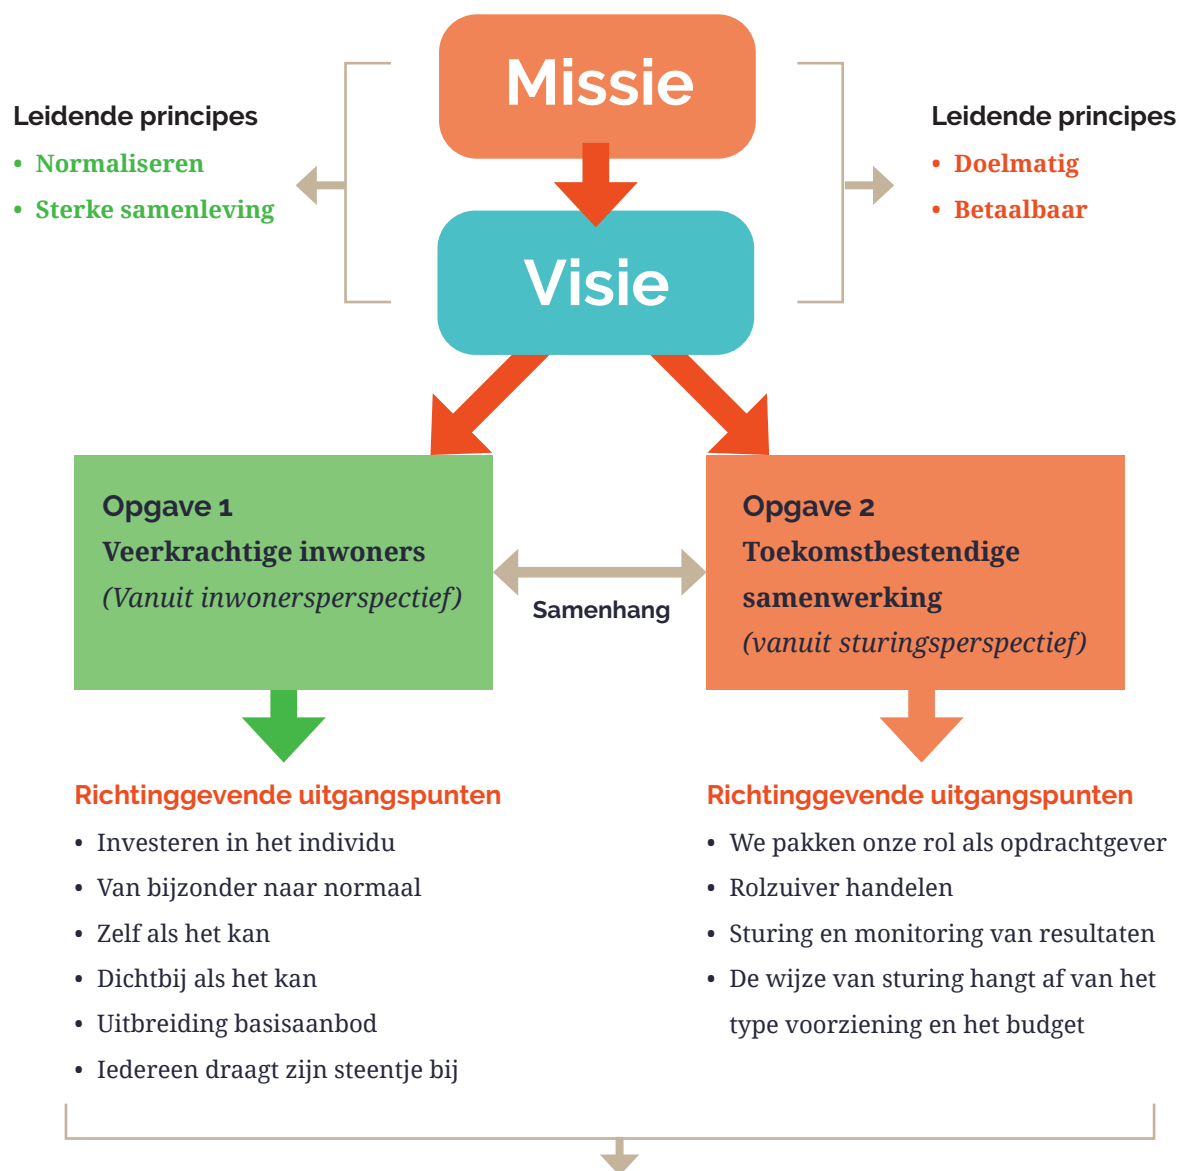 Missie
Leidende principes
• Normaliseren
• Sterke samenleving
Leidende principes
• Doelmatig
• Betaalbaar
Visie
Opgave 1
Veerkrachtige inwoners
(Vanuit inwonersperspectief)
Samenhang
Opgave 2
Toekomstbestendige
samenwerking
(vanuit sturingsperspectief)
Richtinggevende uitgangspunten
• Investeren in het individu
• Van bijzonder naar normaal
• Zelf als het kan
• Dichtbij als het kan
• Uitbreiding basisaanbod
• Iedereen draagt zijn steentje bij
Richtinggevende uitgangspunten
• We pakken onze rol als opdrachtgever
• Rolzuiver handelen
• Sturing en monitoring van resultaten
• De wijze van sturing hangt af van het
type voorziening en het budget